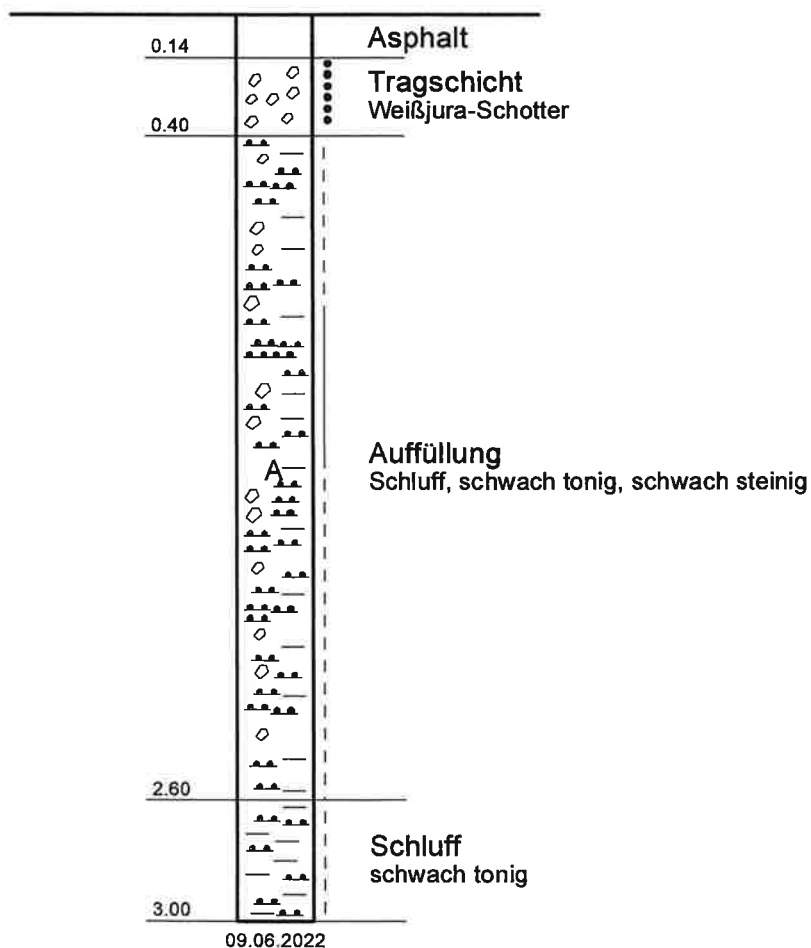 Asphalt
0.14
Tragschicht
Weißjura-Schotter
0.40
Auffüllung
A
Schluff, schwach tonig, schwach steinig
2.60
Schluff
schwach tonig
3.00
09.06.2022